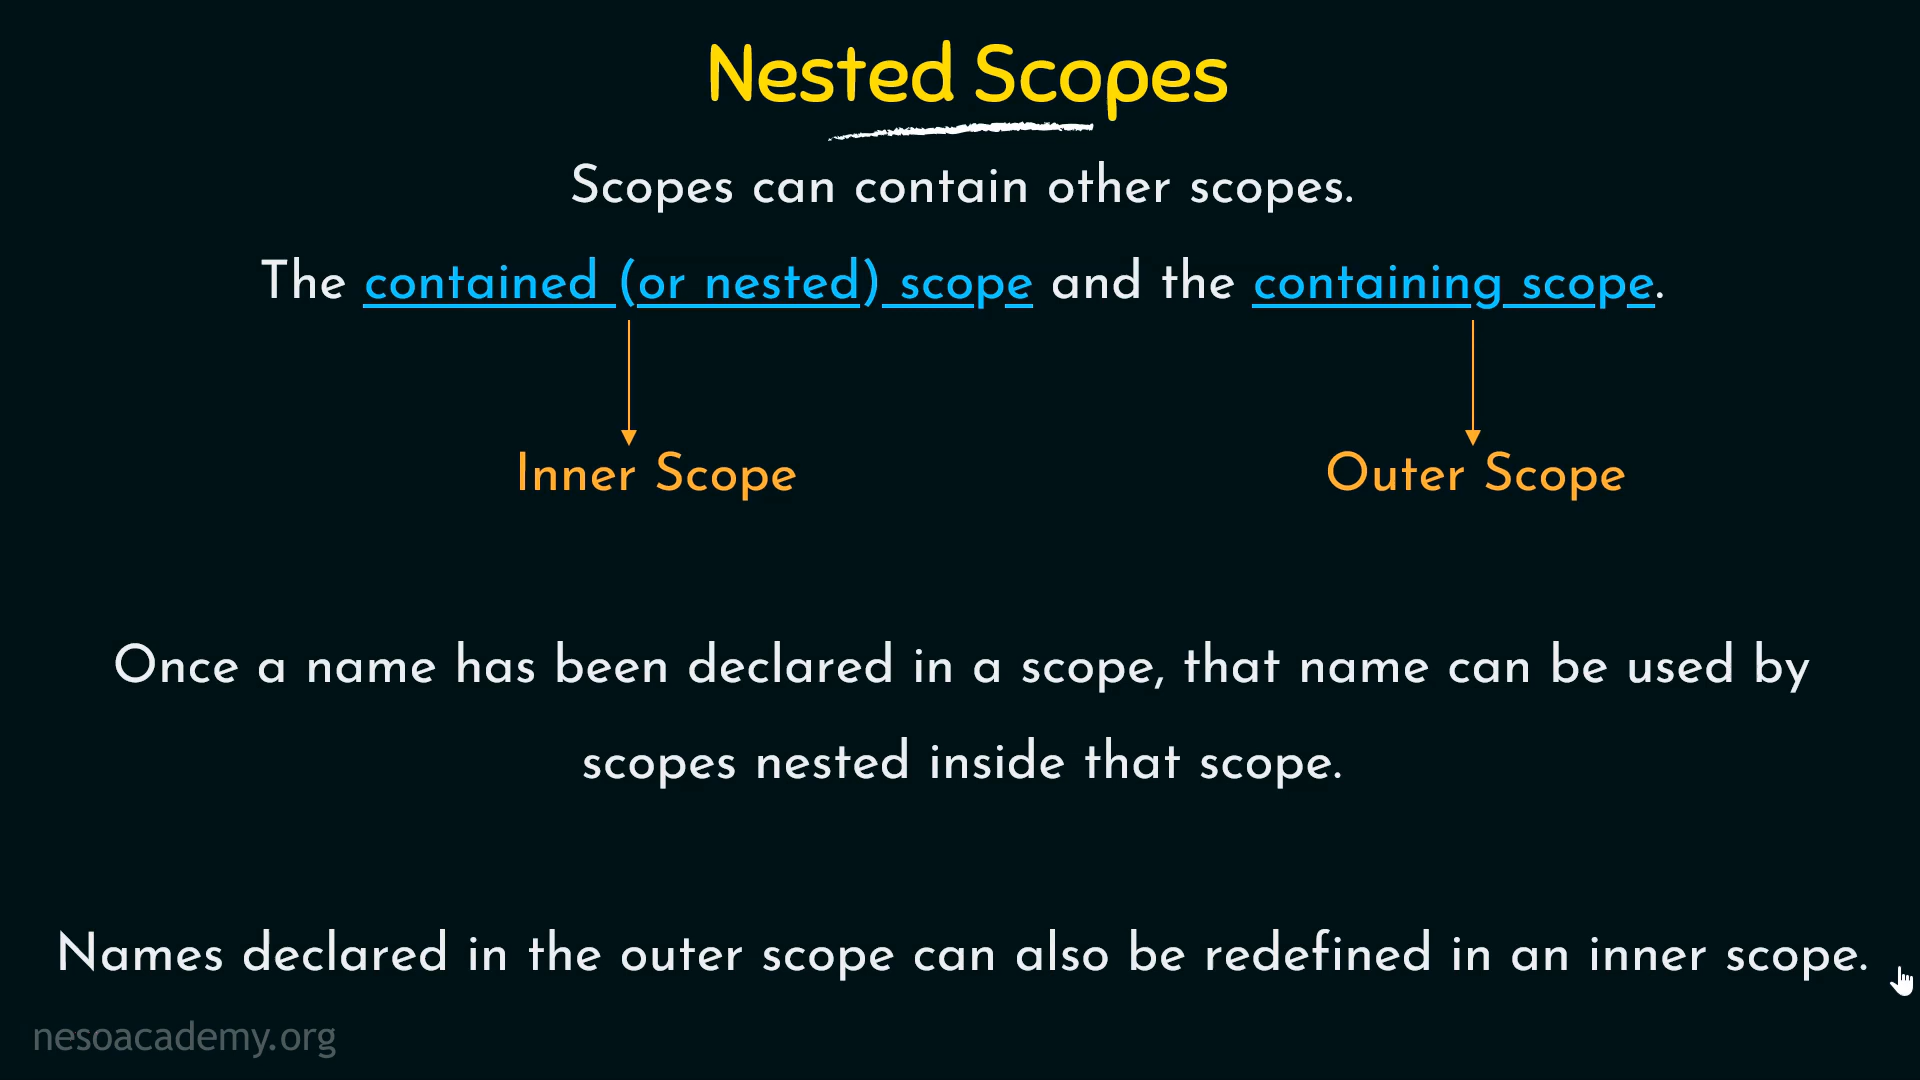 Nested Scopes
Scopes can contain other scopes.
The contained (or nested) scope and the containing scope.
Inner Scope
Outer Scope
Once a name has been declared in a scope, that name can be used by
scopes nested inside that scope.
Names declared in the outer scope can also be redefined in an inner scope.
nesoacademy.org